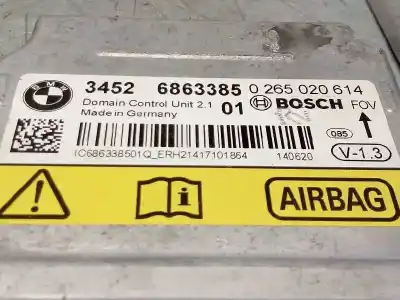 BMW
3452 6863385 0 265 020 614
Domain Control Unit 2.1 01 BOSCH FOV
Made in Germany
085
V-1.3
IC686338501Q_ERH21417101864 140620
AIRBAG